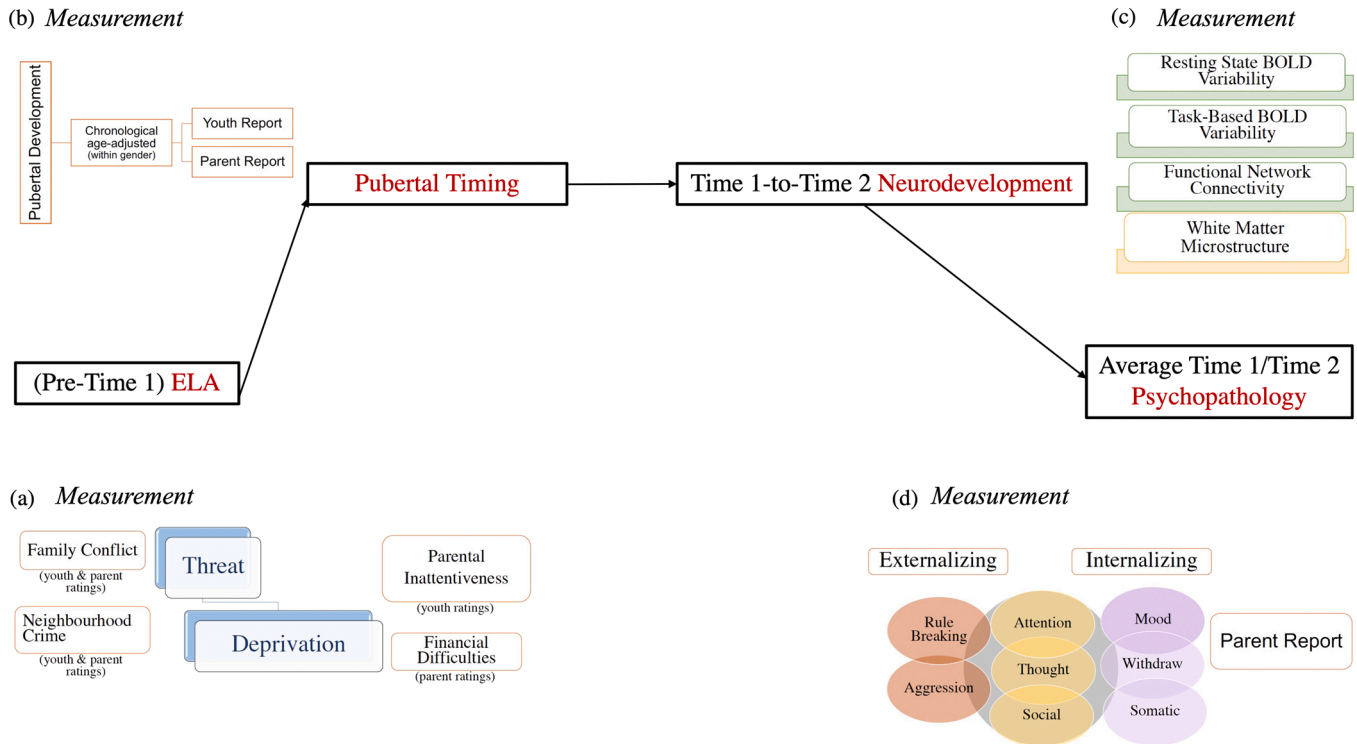 (b) Measurement
Pubertal Development
Chronological
age-adjusted
(within gender)
Youth Report
Parent Report
Pubertal Timing
Time 1-to-Time 2 Neurodevelopment
(c) Measurement
Resting State BOLD
Variability
Task-Based BOLD
Variability
Functional Network
Connectivity
White Matter
Microstructure
(Pre-Time 1) ELA
Average Time 1/Time 2
Psychopathology
(a) Measurement
Family Conflict
(youth & parent
ratings)
Neighbourhood
Crime
(youth & parent
ratings)
Threat
Deprivation
Parental
Inattentiveness
(youth ratings)
Financial
Difficulties
(parent ratings)
(d) Measurement
Externalizing
Internalizing
Rule
Breaking
Aggression
Attention
Thought
Social
Mood
Withdraw
Somatic
Parent Report